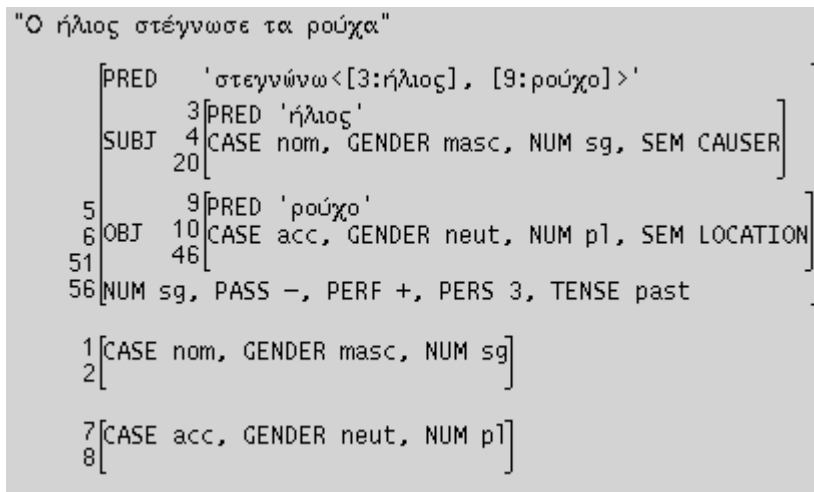 "Ο ήλιος στέγνωσε τα ρούχα"
PRED 'στεγνώνω<[3:ήλιος], [9:ρούχο]>'
3 PRED 'ήλιος'
SUBJ 4 CASE nom, GENDER masc, NUM sg, SEM CAUSER
20
5 9 PRED 'ρούχο'
6 OBJ 10 CASE acc, GENDER neut, NUM pl, SEM LOCATION
51 46
56 NUM sg, PASS −, PERF +, PERS 3, TENSE past
1 CASE nom, GENDER masc, NUM sg
2
7 CASE acc, GENDER neut, NUM pl
8